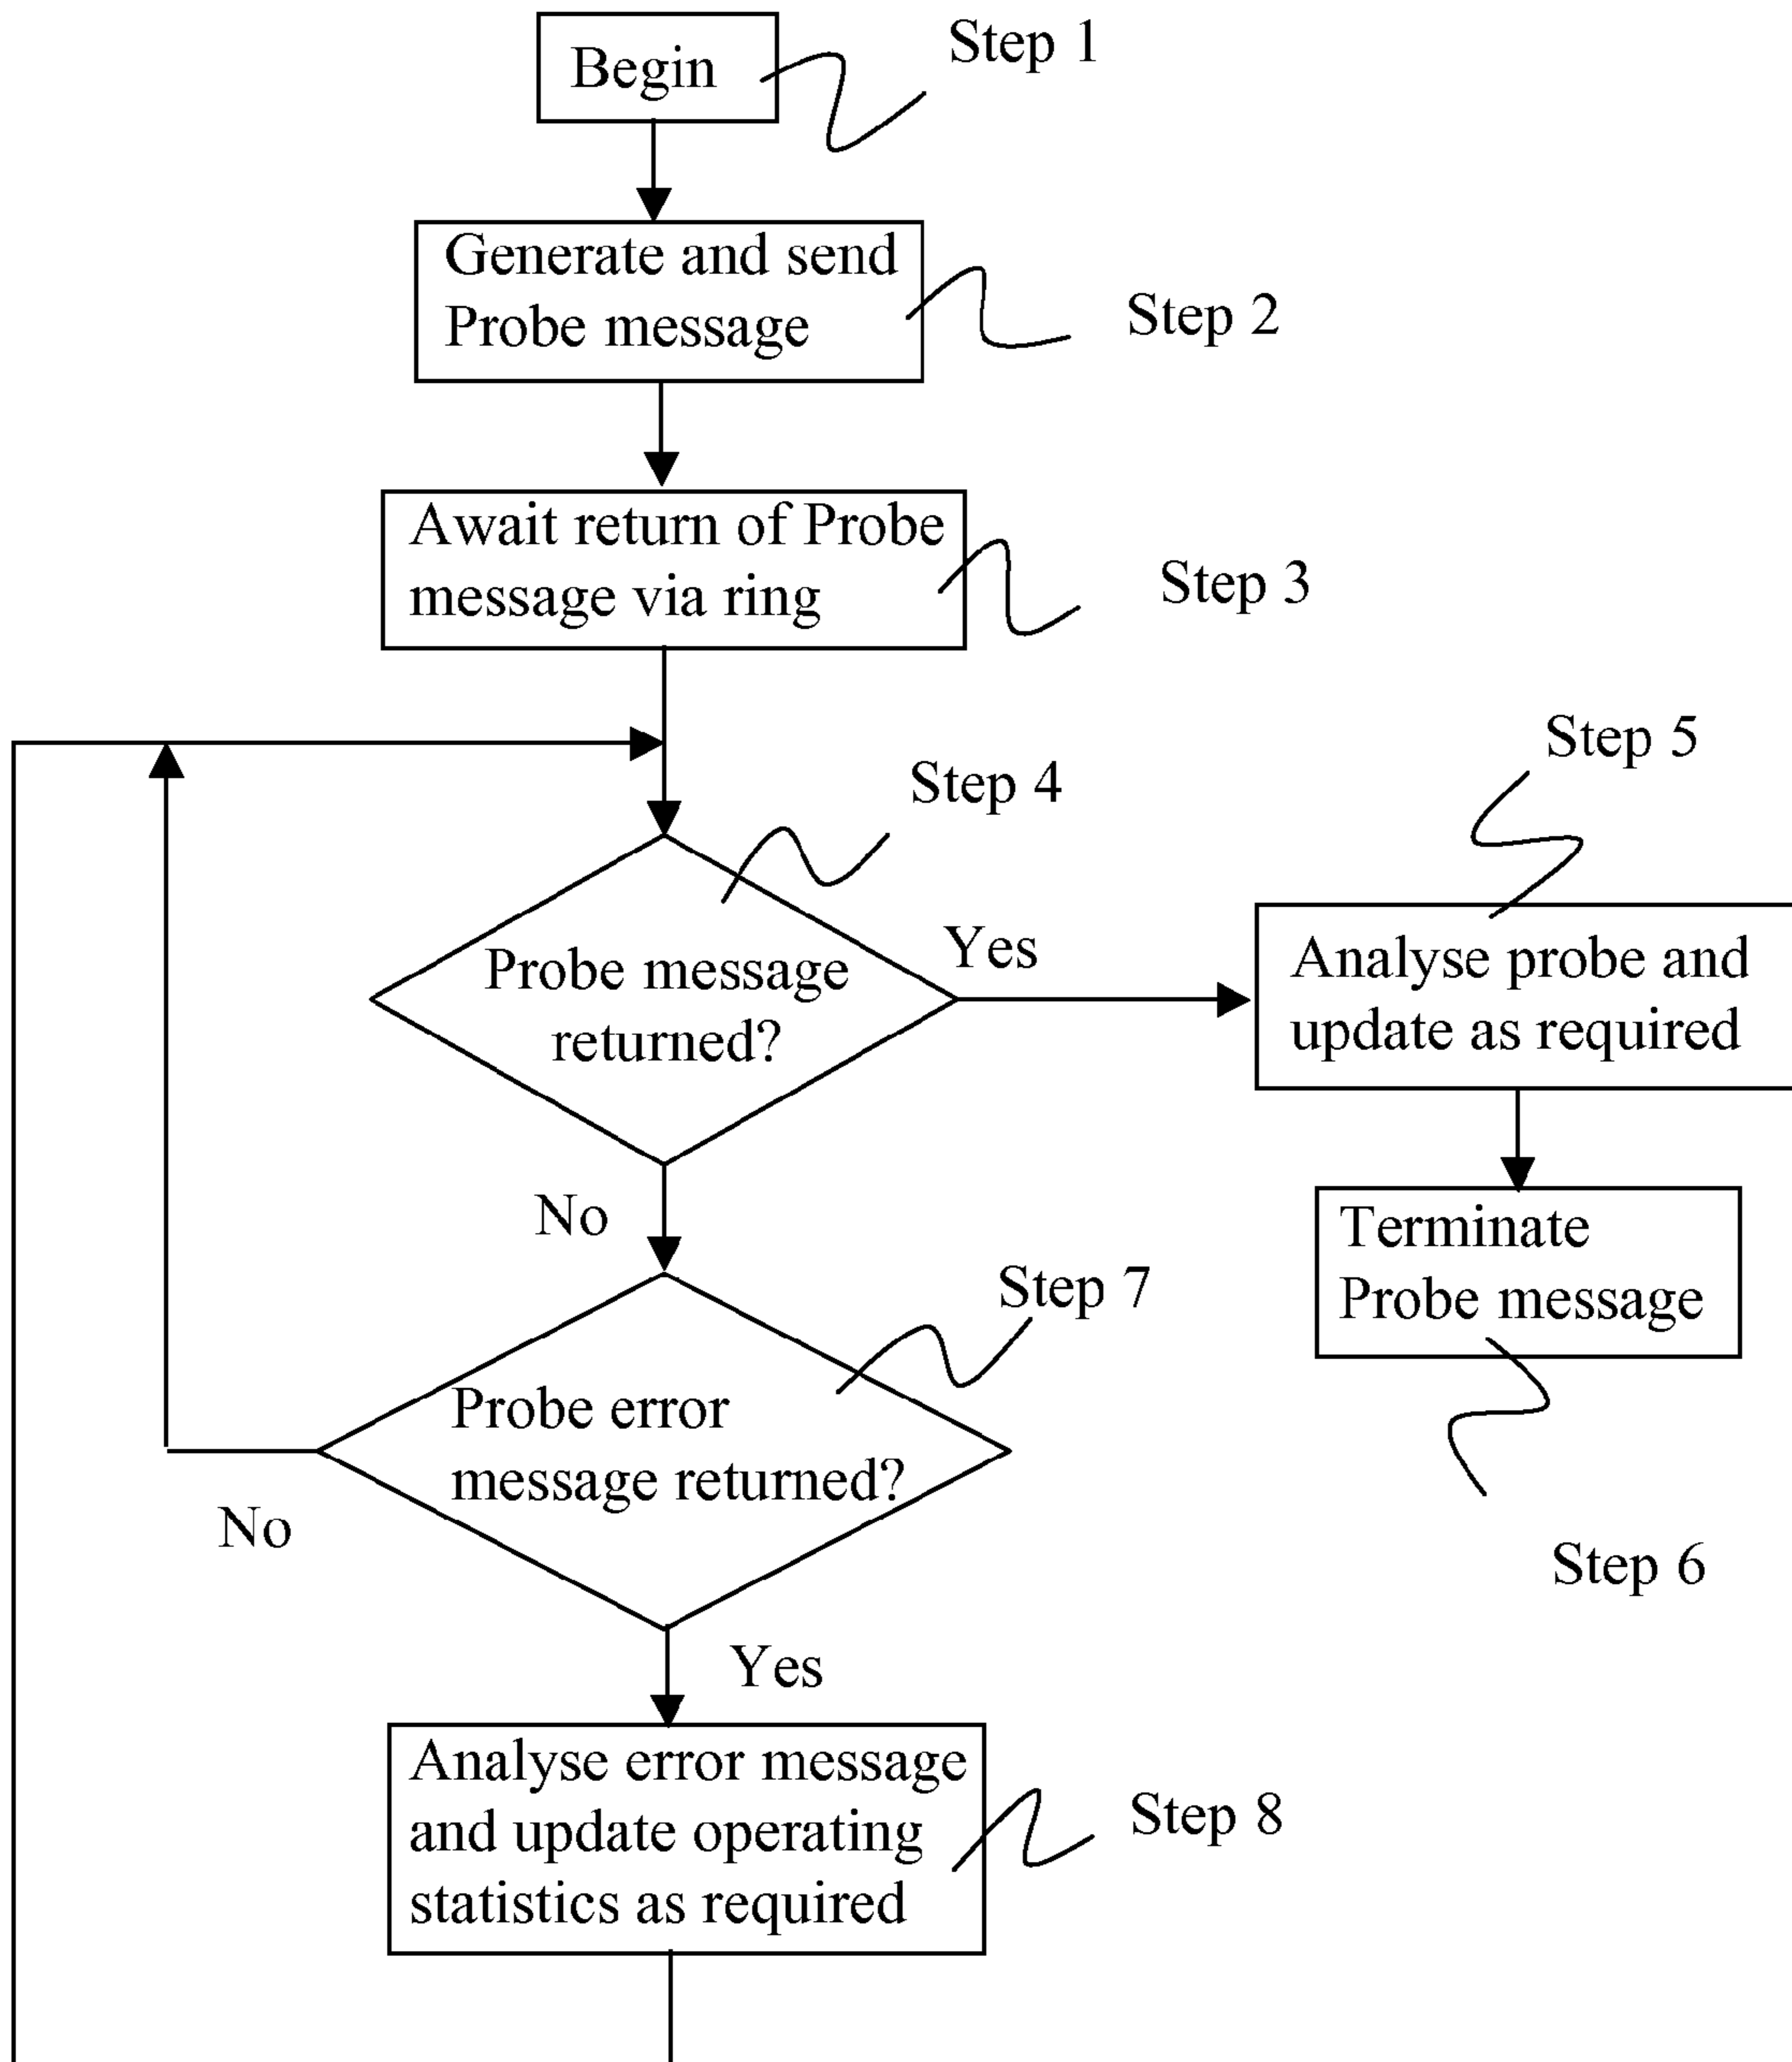 Begin
Step 1
Generate and send
Probe message
Step 2
Await return of Probe
message via ring
Step 3
Step 4
Step 5
Probe message
returned?
Yes
Analyse probe and
update as required
No
Terminate
Probe message
Step 6
Step 7
Probe error
message returned?
No
Yes
Analyse error message
and update operating
statistics as required
Step 8